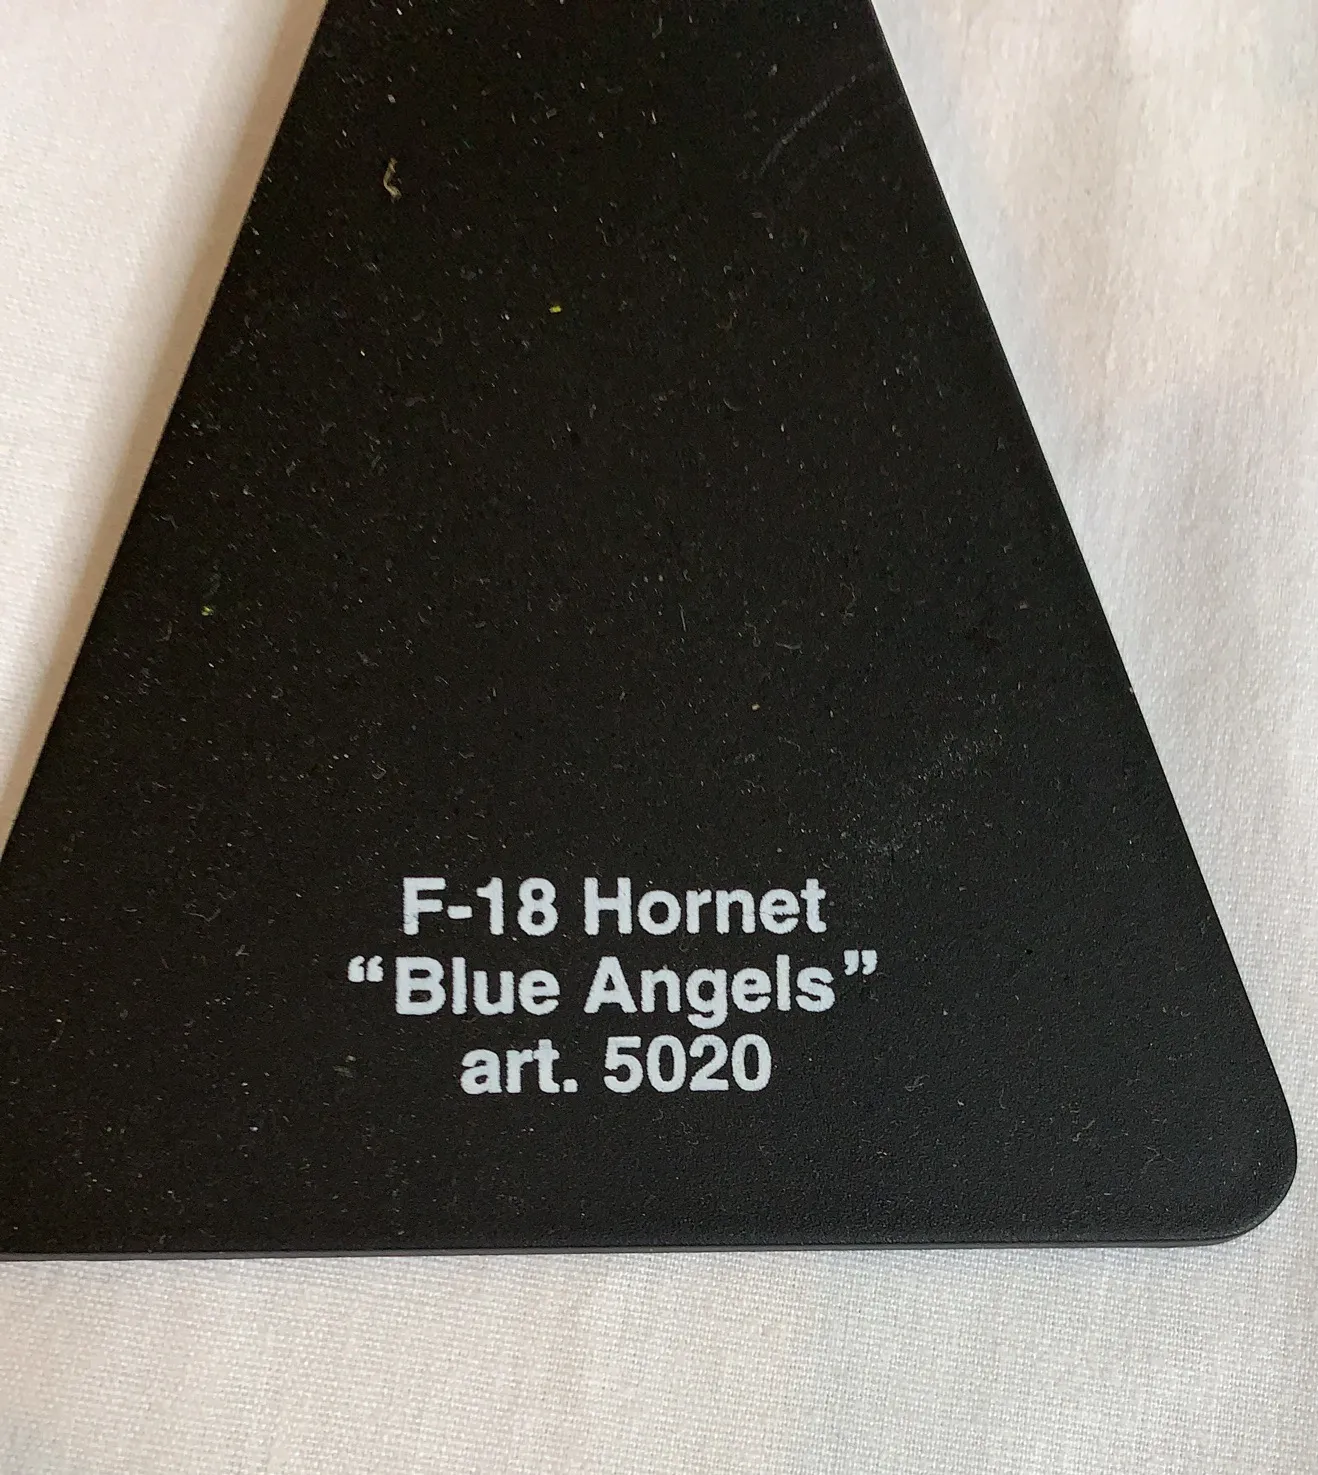 F-18 Hornet
“Blue Angels”
art. 5020